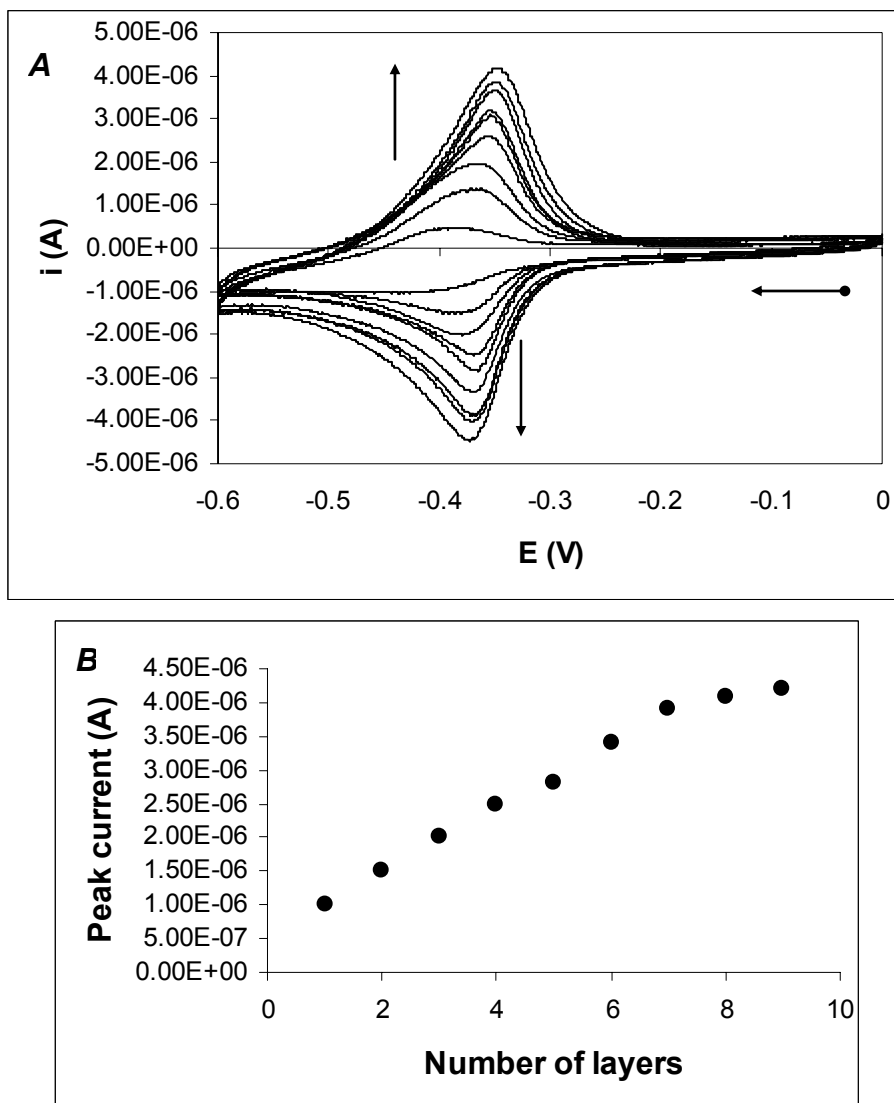 A
5.00E-06
4.00E-06
3.00E-06
2.00E-06
1.00E-06
0.00E+00
-1.00E-06
-2.00E-06
-3.00E-06
-4.00E-06
-5.00E-06
i (A)
-0.6 -0.5 -0.4 -0.3 -0.2 -0.1 0
E (V)
B
4.50E-06
4.00E-06
3.50E-06
3.00E-06
2.50E-06
2.00E-06
1.50E-06
1.00E-06
5.00E-07
0.00E+00
Peak current (A)
0 2 4 6 8 10
Number of layers